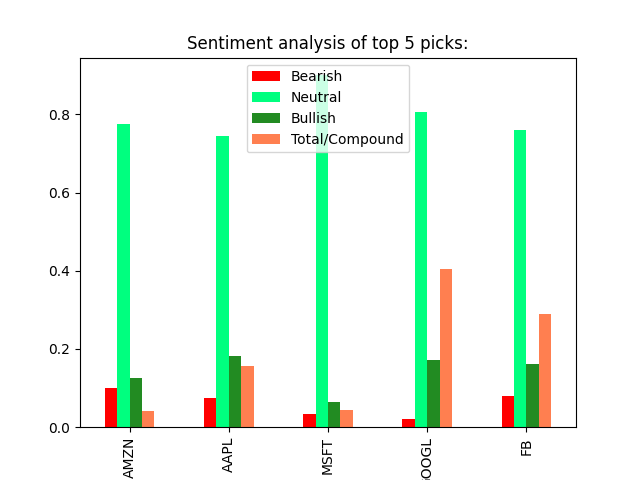 Sentiment analysis of top 5 picks:
Bearish
Neutral
Bullish
Total/Compound
0.8
0.6
0.4
0.2
0.0
AMZN
AAPL
MSFT
OOGL
FB